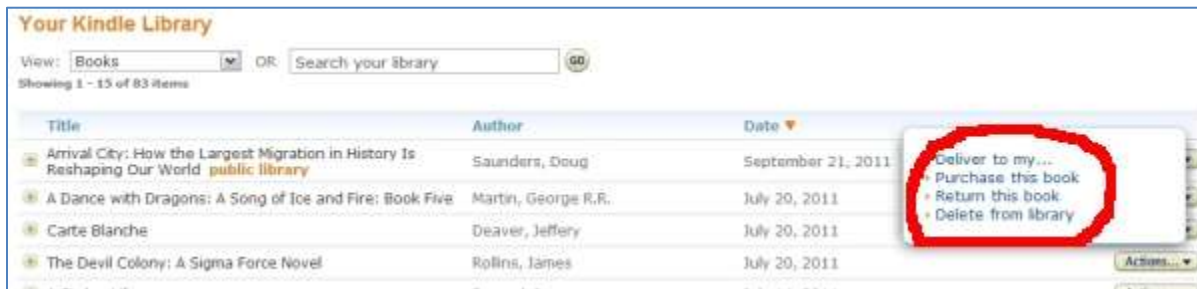 Your Kindle Library
View: Books OR Search your library GO
Showing 1 - 15 of 83 items
Title Author Date
Arrival City: How the Largest Migration in History Is
Reshaping Our World public library Saunders, Doug September 21, 2011
Deliver to my...
Purchase this book
Return this book
Delete from library
A Dance with Dragons: A Song of Ice and Fire: Book Five Martin, George R.R. July 20, 2011
Carte Blanche Deaver, Jeffery July 20, 2011
The Devil Colony: A Sigma Force Novel Rollins, James July 20, 2011 Actions...